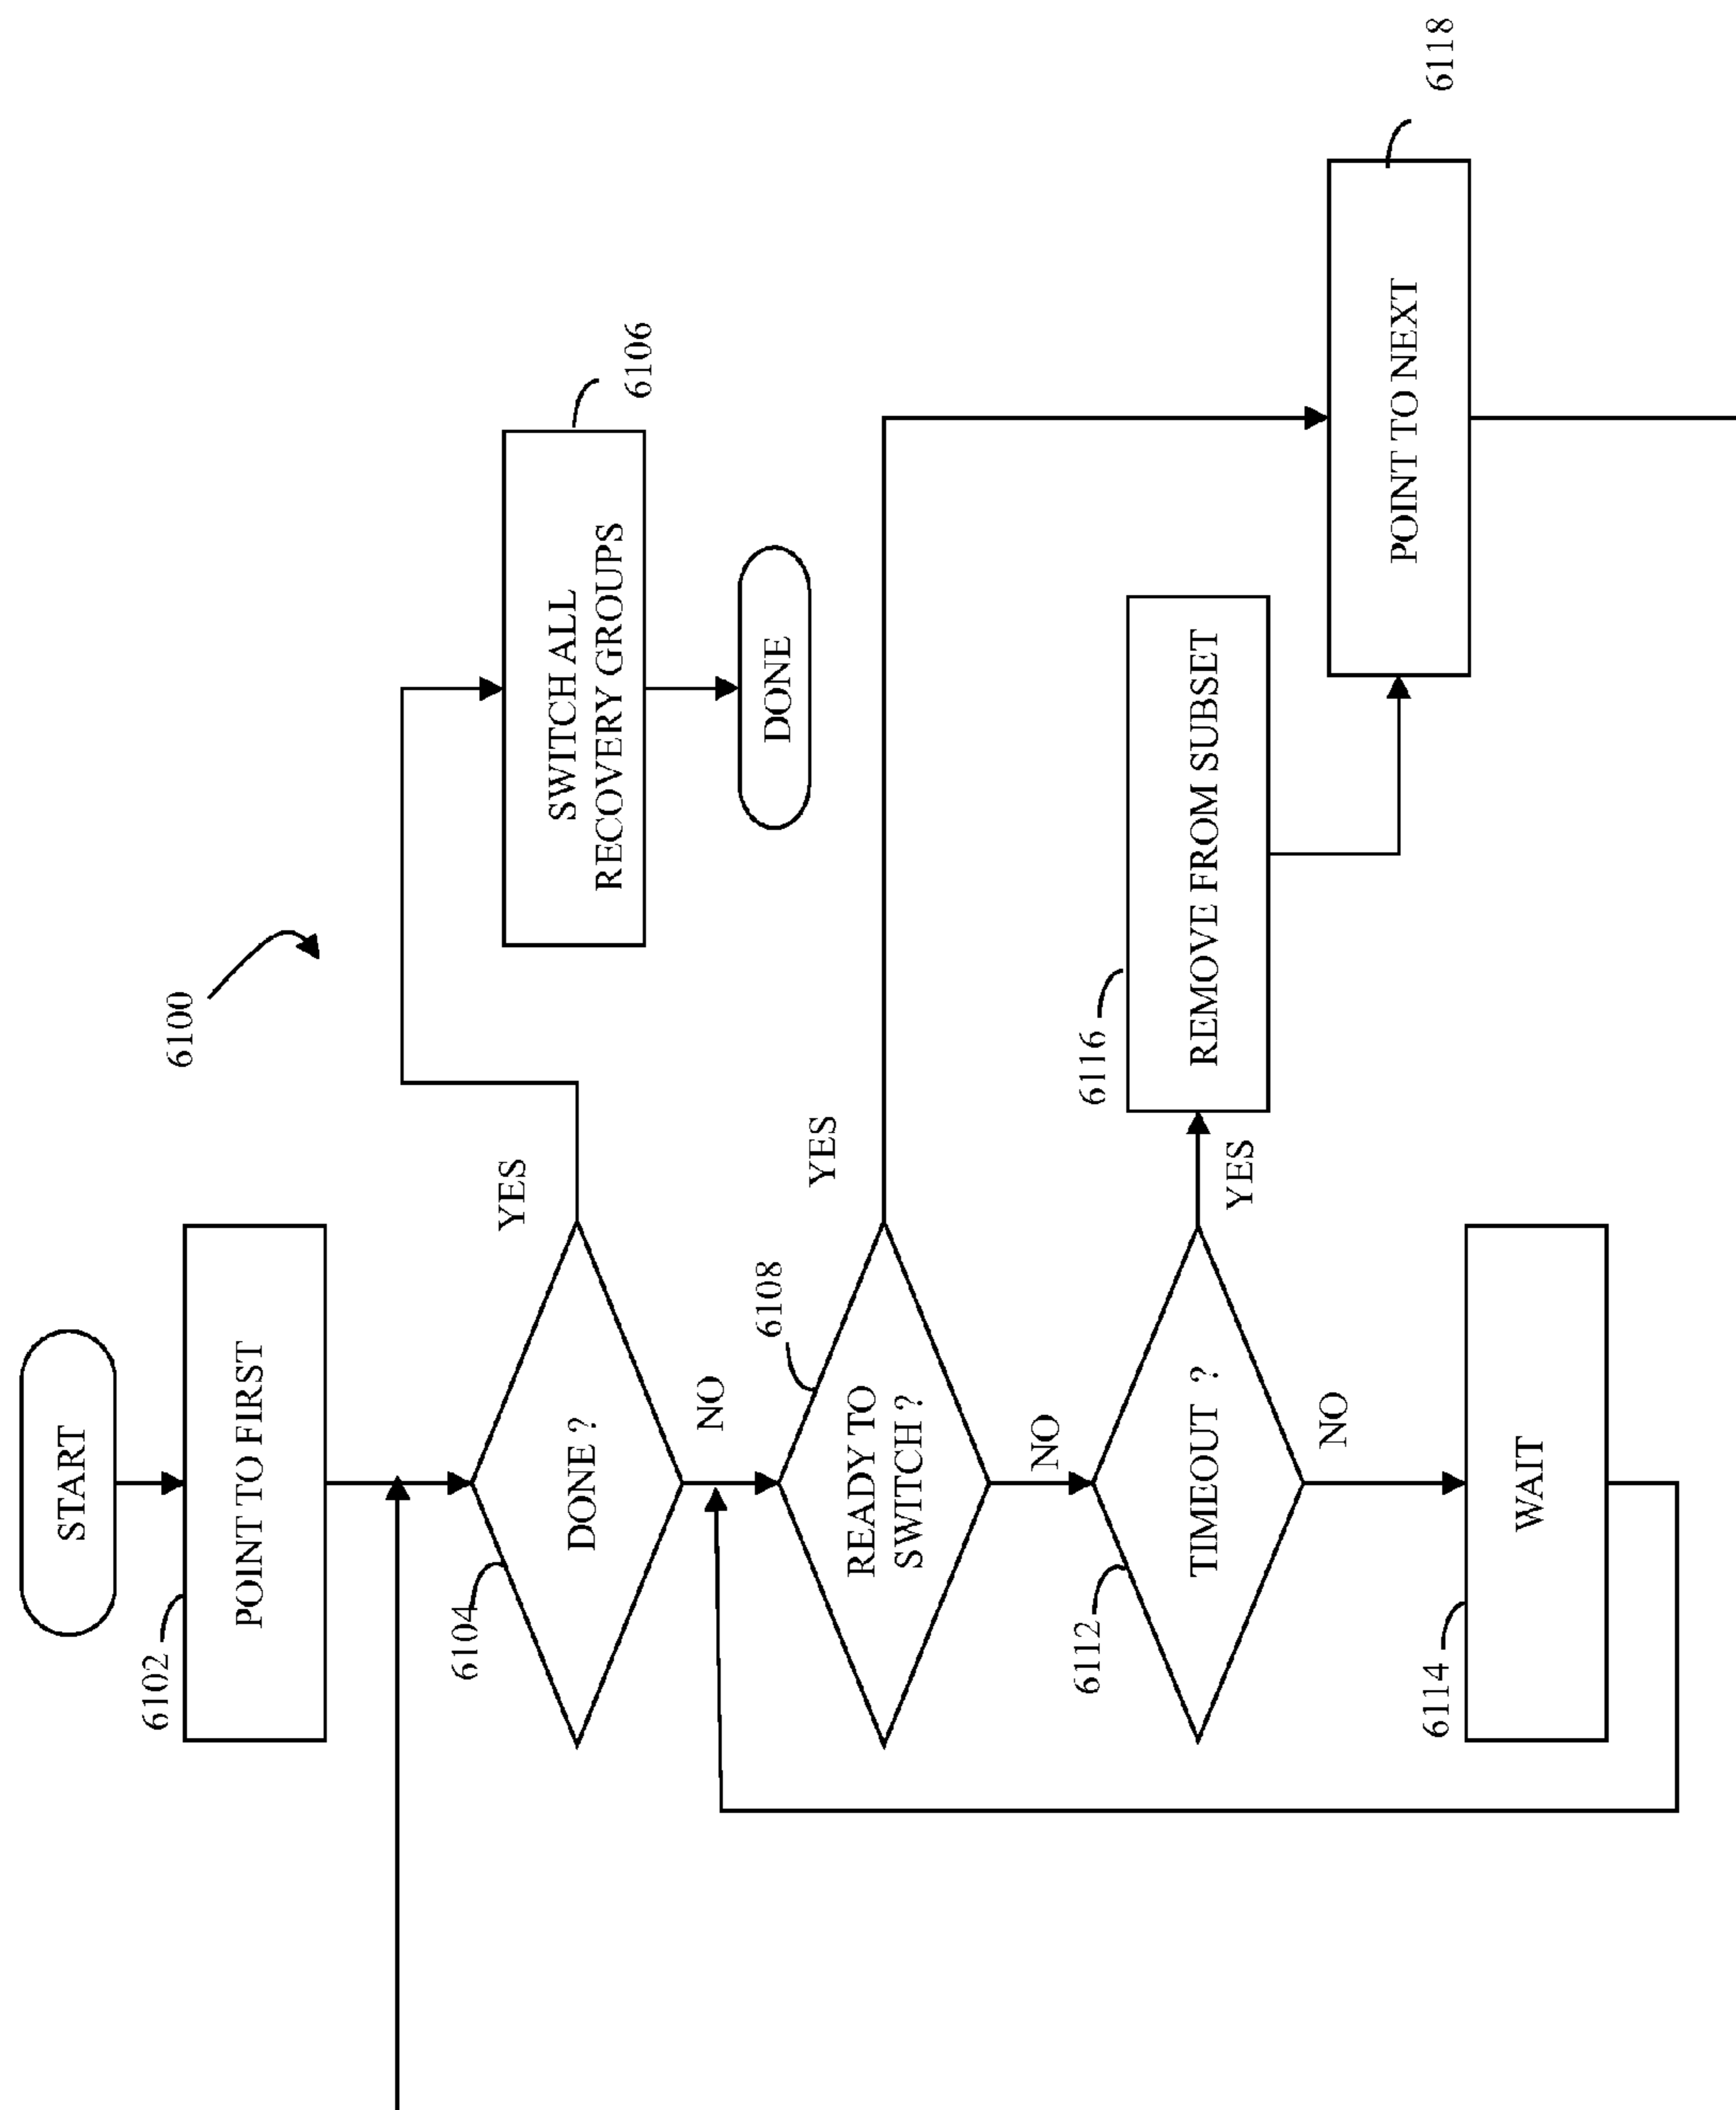 6100
START
6102
POINT TO FIRST
6104
DONE ?
YES
NO
SWITCH ALL
RECOVERY GROUPS
6106
DONE
6108
READY TO
SWITCH ?
YES
NO
6112
TIMEOUT ?
YES
NO
6116
REMOVE FROM SUBSET
POINT TO NEXT
6118
6114
WAIT